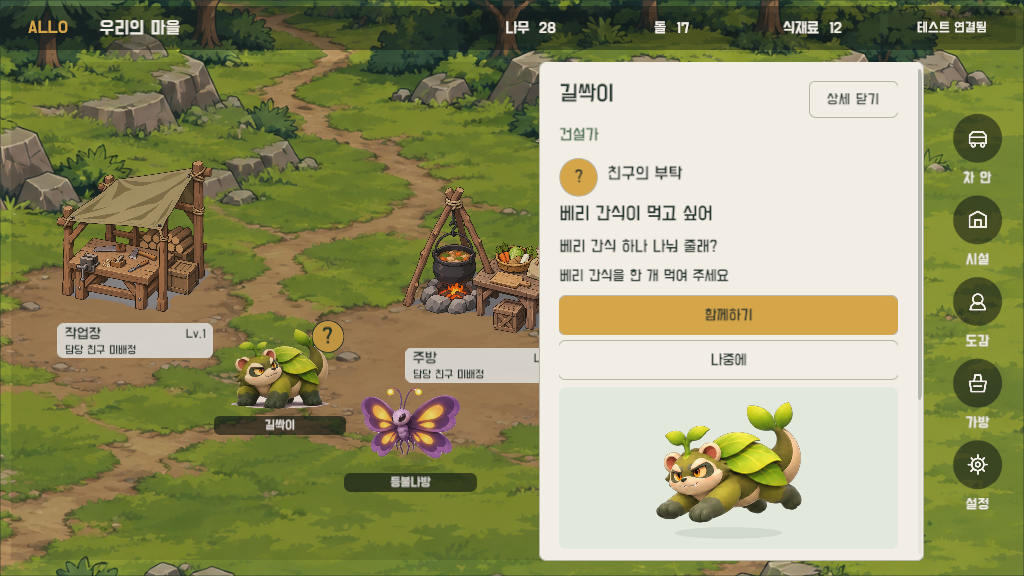 ALLO 우리의 마을 나무 28 돌 17 식재료 12 테스트 연결됨
길싹이
상세 닫기
건설가
? 친구의 부탁
베리 간식이 먹고 싶어
베리 간식 하나 나눠 줄래?
베리 간식을 한 개 먹여 주세요
함께하기
나중에
작업장 Lv.1
담당 친구 미배정
?
길싹이
주방
담당 친구 미배정
등불나방
차 안
시설
도감
가방
설정